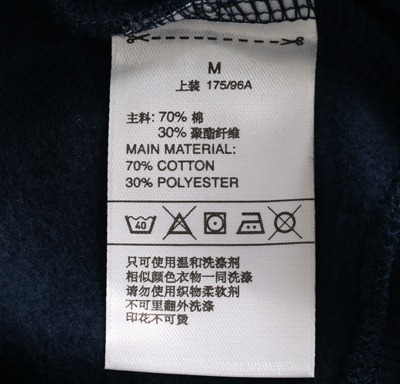 M
上装 175/96A
主料: 70% 棉
30% 聚酯纤维
MAIN MATERIAL:
70% COTTON
30% POLYESTER
40
只可使用温和洗涤剂
相似颜色衣物一同洗涤
请勿使用织物柔软剂
不可里翻外洗涤
印花不可烫